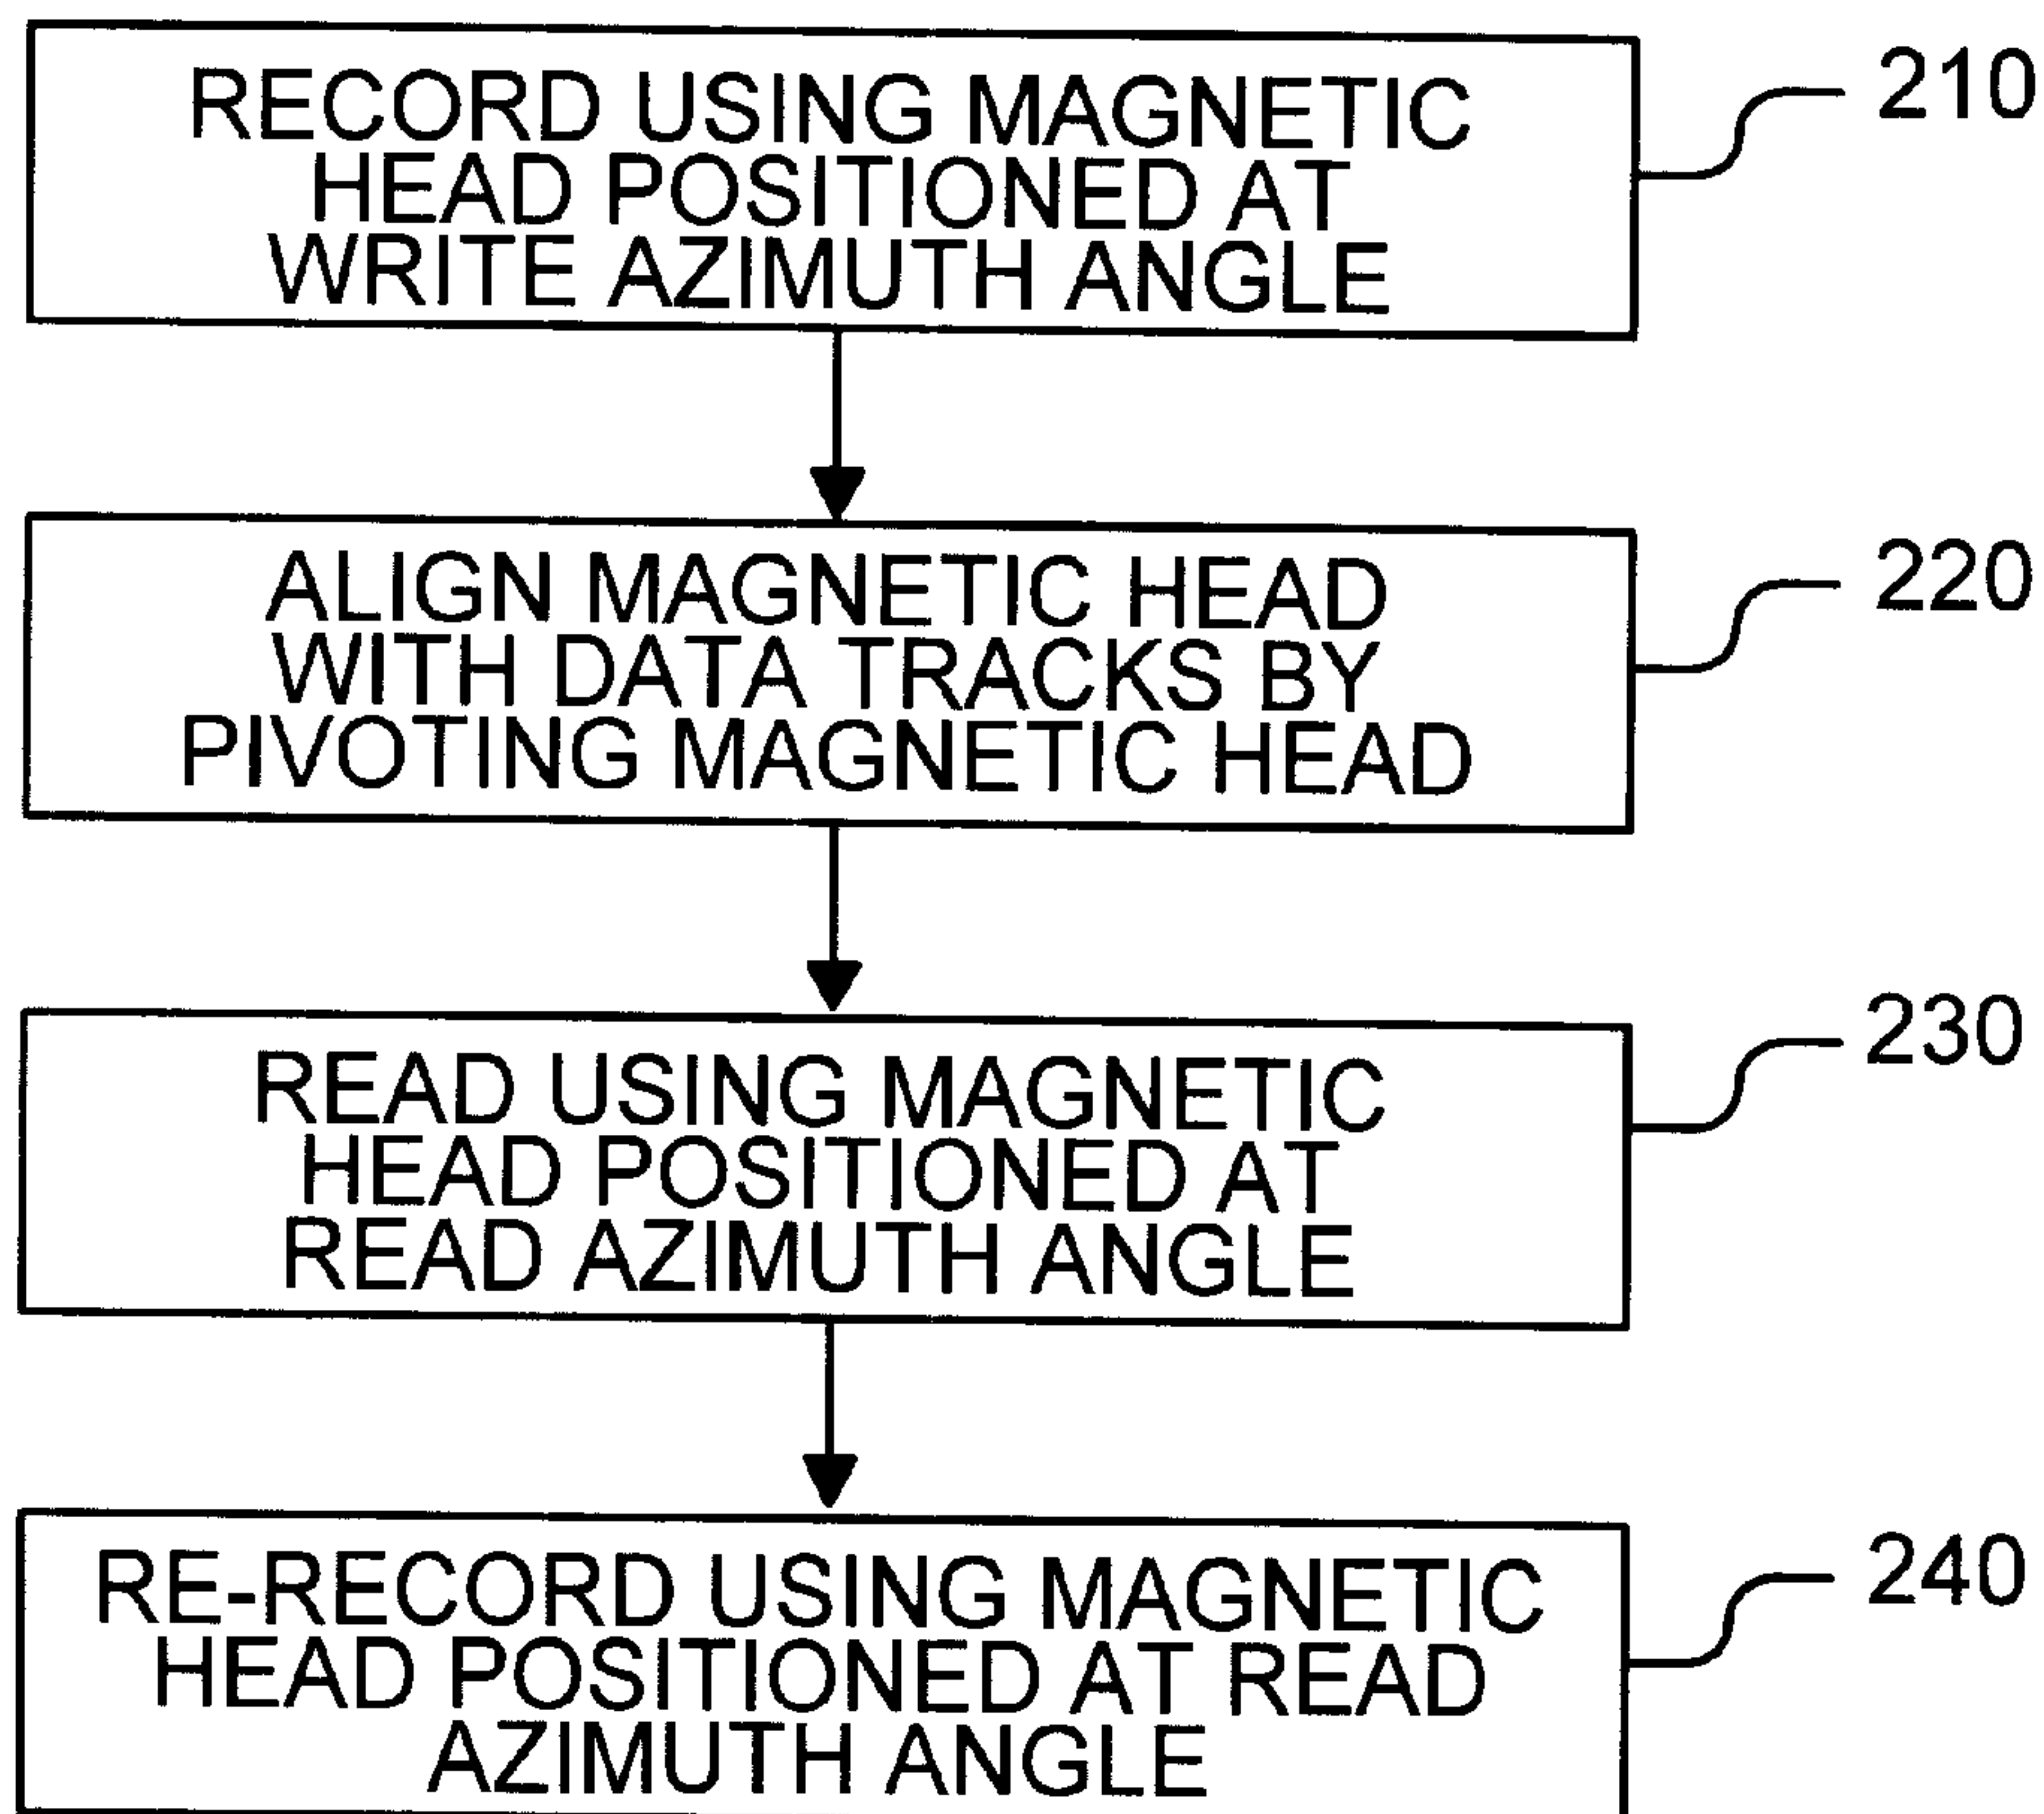 RECORD USING MAGNETIC
HEAD POSITIONED AT
WRITE AZIMUTH ANGLE
210
ALIGN MAGNETIC HEAD
WITH DATA TRACKS BY
PIVOTING MAGNETIC HEAD
220
READ USING MAGNETIC
HEAD POSITIONED AT
READ AZIMUTH ANGLE
230
RE-RECORD USING MAGNETIC
HEAD POSITIONED AT READ
AZIMUTH ANGLE
240